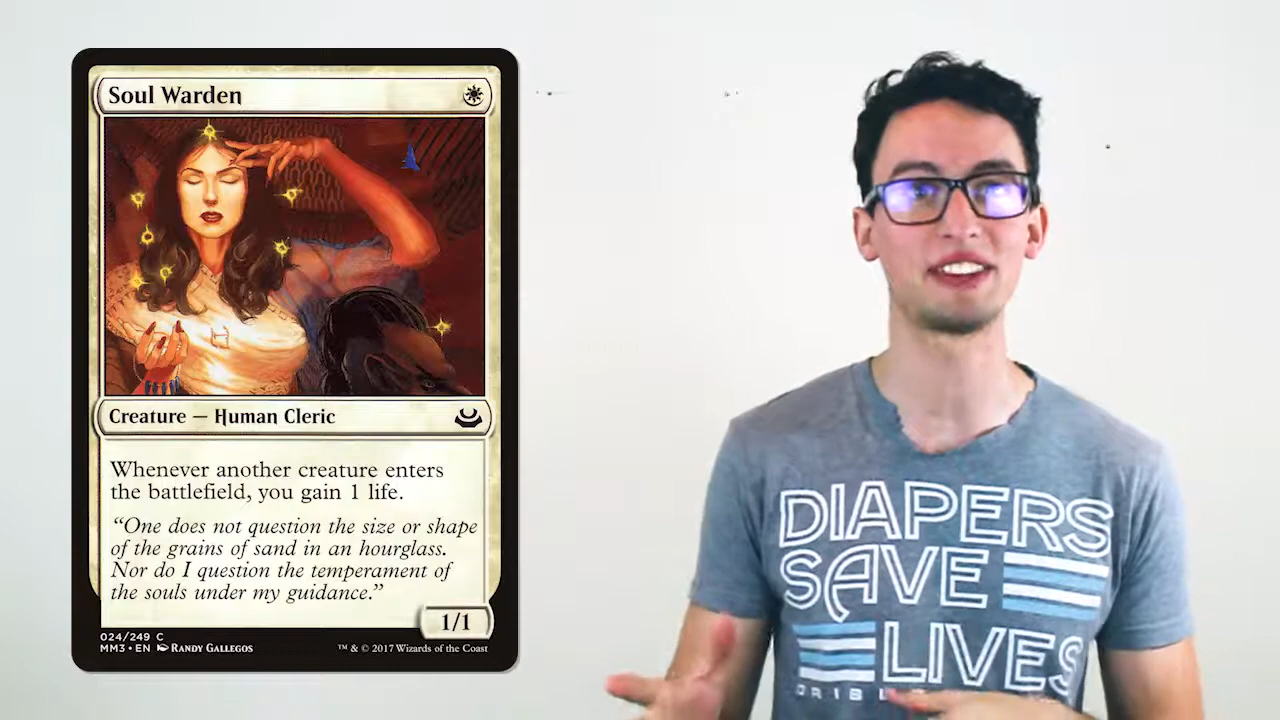 Soul Warden
Creature — Human Cleric
Whenever another creature enters
the battlefield, you gain 1 life.
“One does not question the size or shape
of the grains of sand in an hourglass.
Nor do I question the temperament of
the souls under my guidance.”
1/1
024/249 C
MM3 • EN RANDY GALLEGOS
™ & © 2017 Wizards of the Coast
DIAPERS
SAVE
LIVES